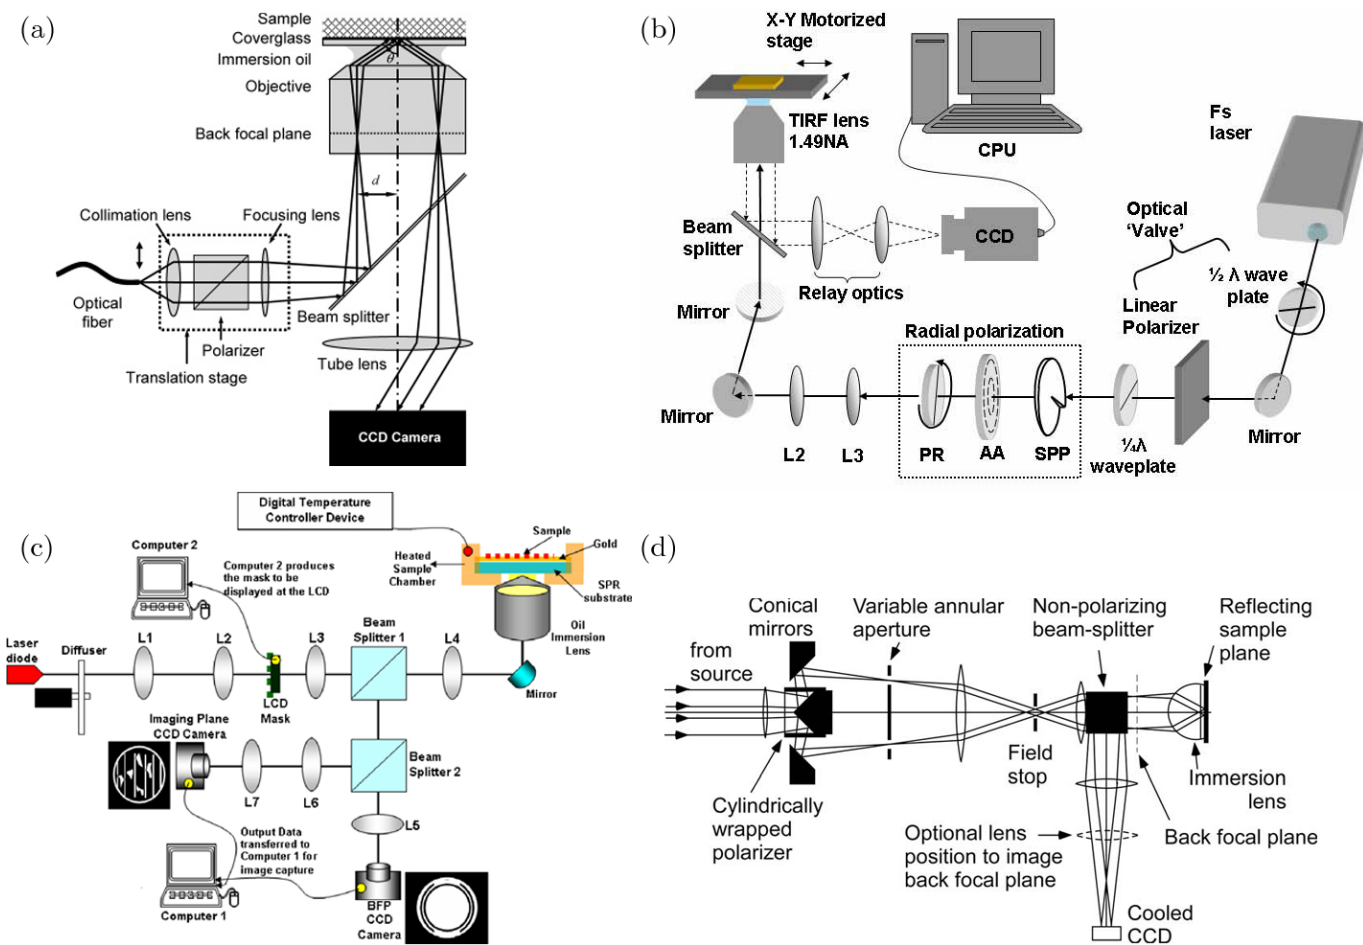 (a)
Sample
Coverglass
Immersion oil
θ
Objective
Back focal plane
d
Collimation lens
Focusing lens
Optical
fiber
Beam splitter
Polarizer
Tube lens
Translation stage
CCD Camera
(b)
X-Y Motorized
stage
TIRF lens
1.49NA
CPU
Fs
laser
Beam
splitter
CCD
Optical
'Valve'
½ λ wave
plate
Relay optics
Mirror
Linear
Polarizer
Radial polarization
Mirror
L2
L3
PR
AA
SPP
¼λ
waveplate
Mirror
(c)
Digital Temperature
Controller Device
Computer 2
Computer 2 produces
the mask to be
displayed at the LCD
Heated
Sample
Chamber
Sample
Gold
SPR
substrate
Laser
diode
Diffuser
L1
L2
L3
Beam
Splitter 1
L4
Oil
Immersion
Lens
LCD
Mask
Mirror
Imaging Plane
CCD Camera
L7
L6
Beam
Splitter 2
L5
Output Data
transferred to
Computer 1 for
image capture
Computer 1
BFP
CCD
Camera
(d)
Conical
mirrors
Variable annular
aperture
Non-polarizing
beam-splitter
Reflecting
sample
plane
from
source
Field
stop
Immersion
lens
Cylindrically
wrapped
polarizer
Optional lens
position to image
back focal plane
Back focal plane
Cooled
CCD